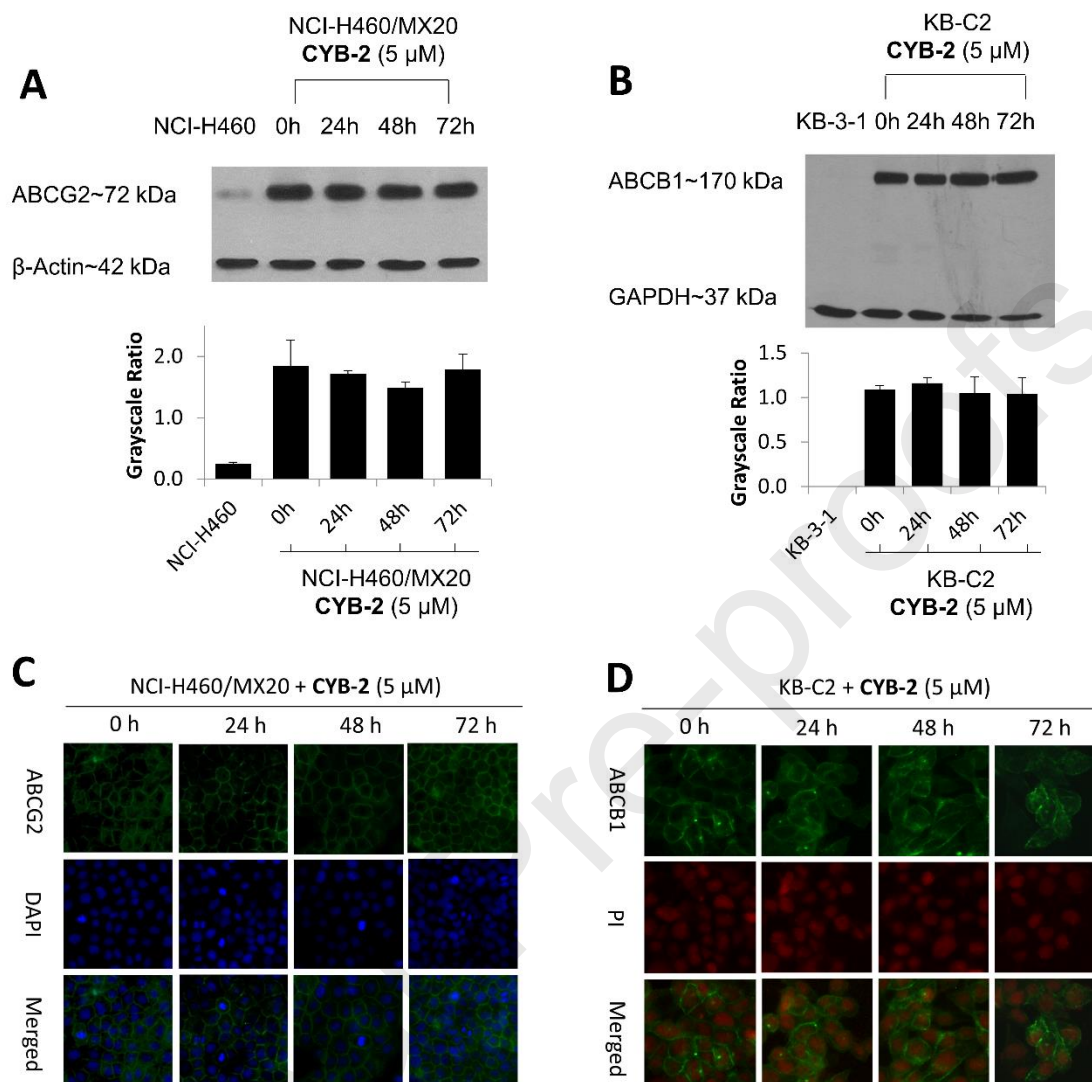 A
NCI-H460/MX20
CYB-2 (5 µM)
NCI-H460 0h 24h 48h 72h
ABCG2~72 kDa
β-Actin~42 kDa
Grayscale Ratio
2.0
1.0
0.0
NCI-H460 0h 24h 48h 72h
NCI-H460/MX20
CYB-2 (5 µM)
B
KB-C2
CYB-2 (5 µM)
KB-3-1 0h 24h 48h 72h
ABCB1~170 kDa
GAPDH~37 kDa
Grayscale Ratio
1.5
1.0
0.5
0.0
KB-3-1 0h 24h 48h 72h
KB-C2
CYB-2 (5 µM)
C
NCI-H460/MX20 + CYB-2 (5 µM)
0 h 24 h 48 h 72 h
ABCG2
DAPI
Merged
D
KB-C2 + CYB-2 (5 µM)
0 h 24 h 48 h 72 h
ABCB1
PI
Merged
Pre-proofs